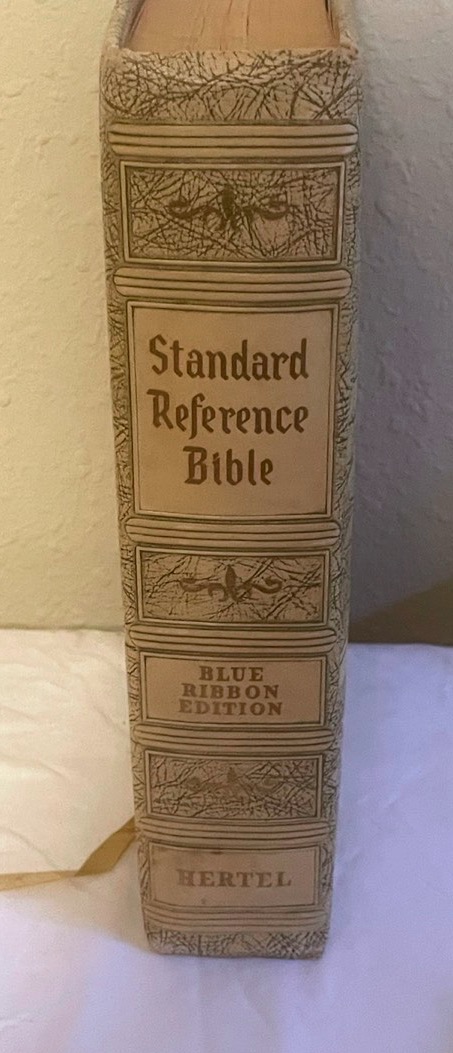 Standard
Reference
Bible
BLUE
RIBBON
EDITION
HERTEL